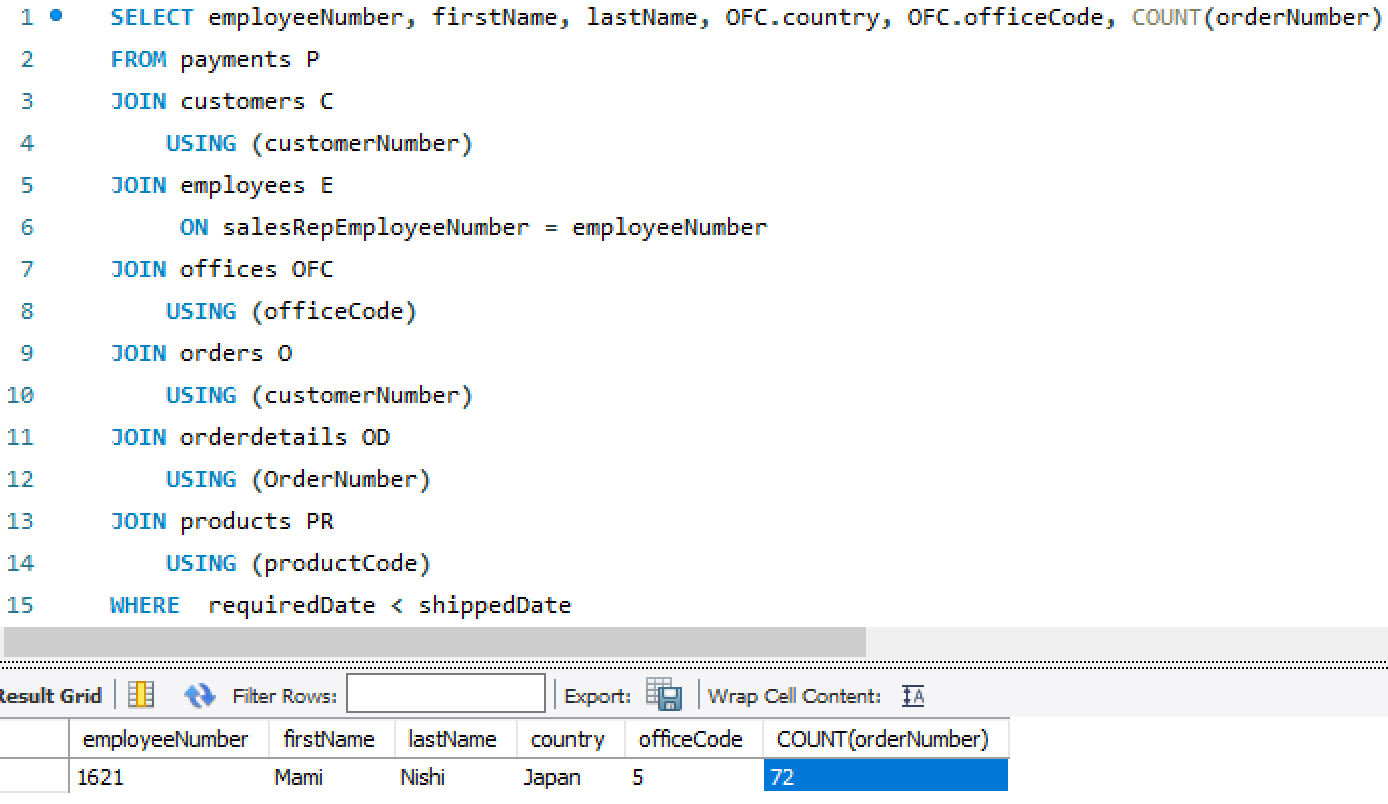 1 SELECT employeeNumber, firstName, lastName, OFC.country, OFC.officeCode, COUNT(orderNumber)
2 FROM payments P
3 JOIN customers C
4 USING (customerNumber)
5 JOIN employees E
6 ON salesRepEmployeeNumber = employeeNumber
7 JOIN offices OFC
8 USING (officeCode)
9 JOIN orders O
10 USING (customerNumber)
11 JOIN orderdetails OD
12 USING (OrderNumber)
13 JOIN products PR
14 USING (productCode)
15 WHERE requiredDate < shippedDate
Result Grid Filter Rows: Export: Wrap Cell Content: IA
employeeNumber firstName lastName country officeCode COUNT(orderNumber)
1621 Mami Nishi Japan 5 72